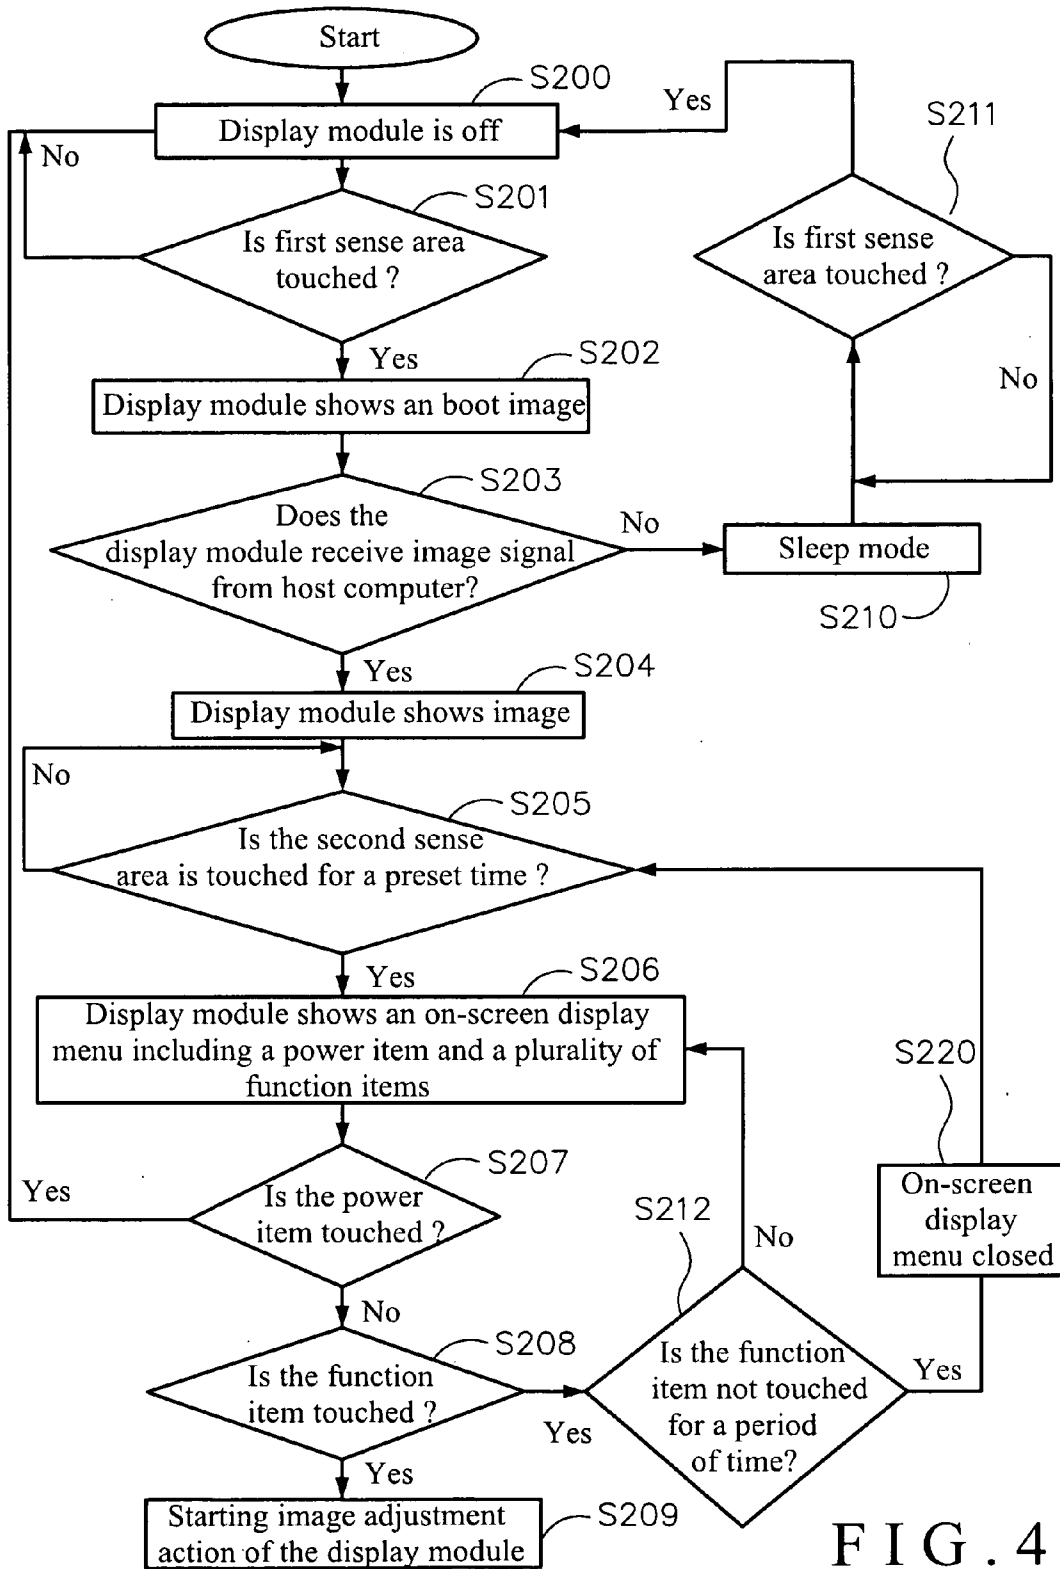 Start
S200
Display module is off
Yes
S211
No
S201
Is first sense area
touched ?
Is first sense
area touched ?
Yes
S202
Display module shows an boot image
No
S203
Does the
display module receive image signal
from host computer?
No
Sleep mode
S210
Yes
S204
Display module shows image
No
S205
Is the second sense
area is touched for a preset time ?
Yes
S206
Display module shows an on-screen display
menu including a power item and a plurality of
function items
S220
On-screen
display
menu closed
S207
Yes
Is the power
item touched ?
S212
No
No
S208
Is the function
item touched ?
Is the function
item not touched
for a period
of time?
Yes
Yes
Yes
Starting image adjustment
action of the display module
S209
FIG.4